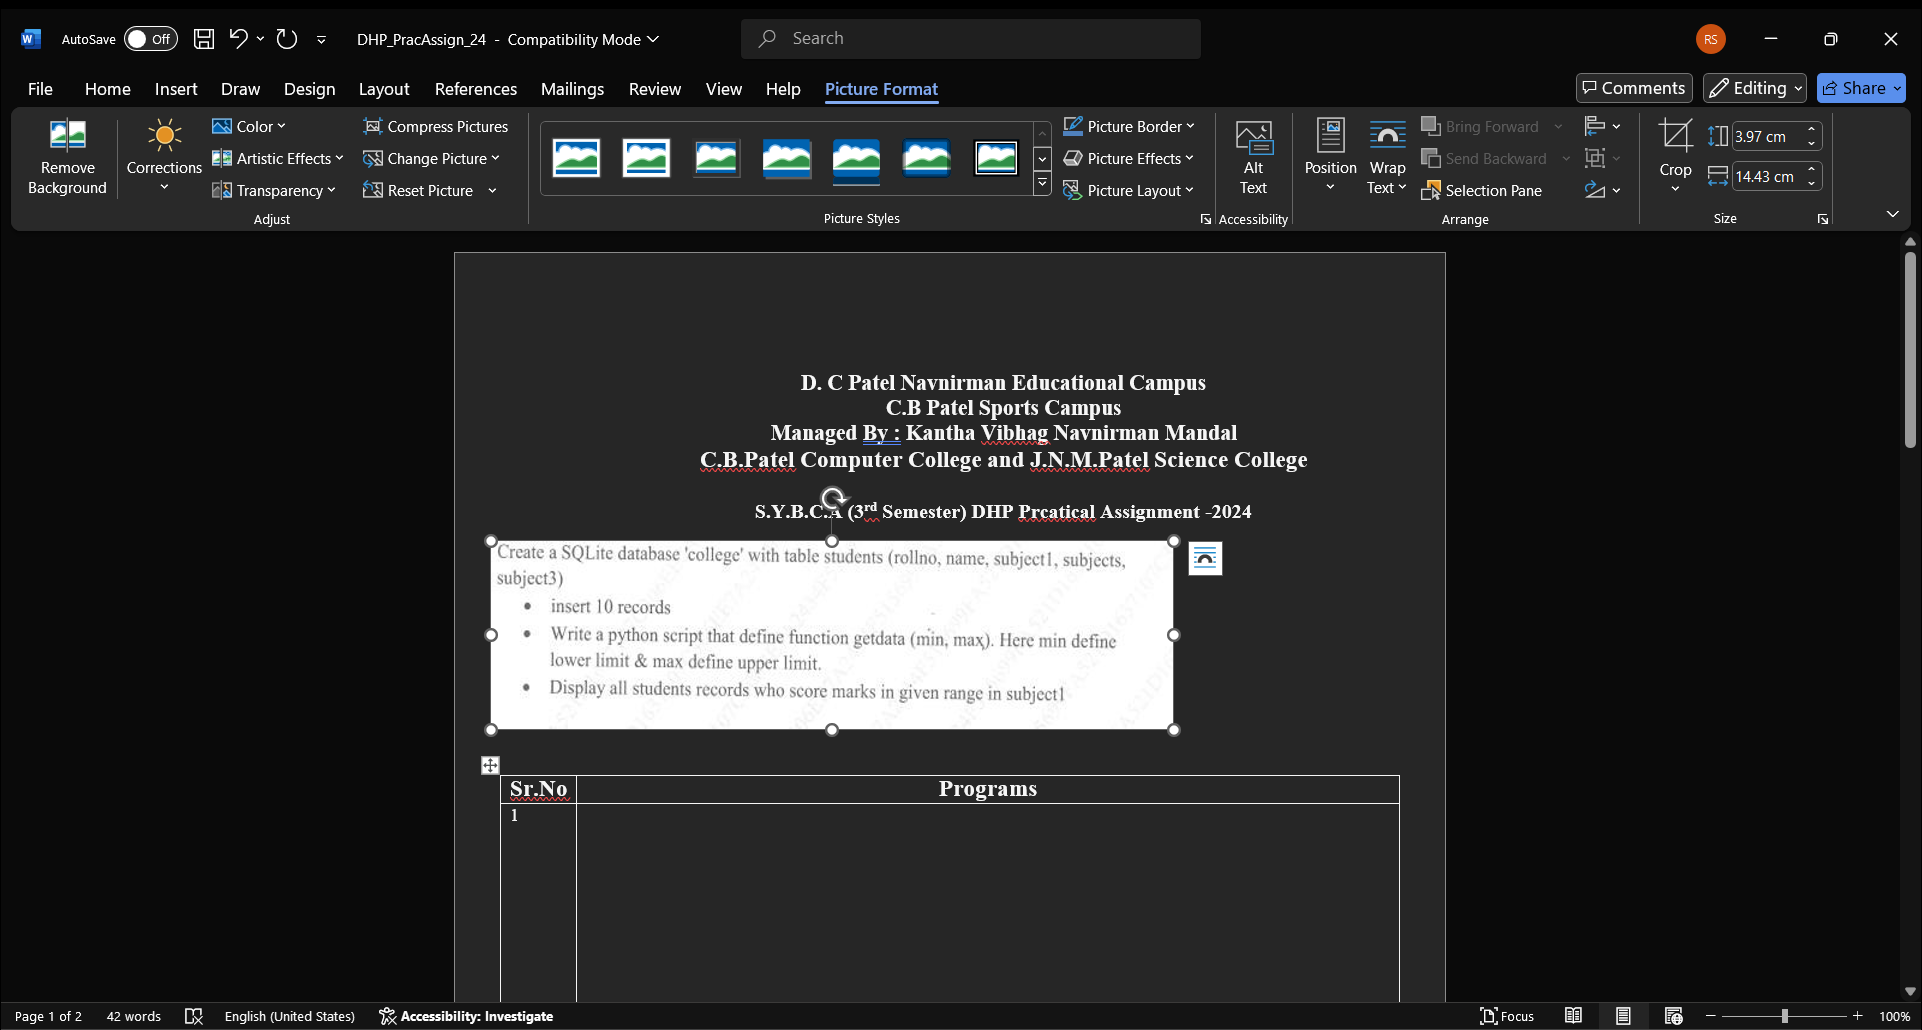 AutoSave Off DHP_PracAssign_24 - Compatibility Mode Search RS
File Home Insert Draw Design Layout References Mailings Review View Help Picture Format Comments Editing Share
Remove Background
Corrections
Color
Artistic Effects
Transparency
Compress Pictures
Change Picture
Reset Picture
Adjust
Picture Styles
Picture Border
Picture Effects
Picture Layout
Alt Text
Accessibility
Position
Wrap Text
Bring Forward
Send Backward
Selection Pane
Arrange
Crop
3.97 cm
14.43 cm
Size
D. C Patel Navnirman Educational Campus
C.B Patel Sports Campus
Managed By : Kantha Vibhag Navnirman Mandal
C.B.Patel Computer College and J.N.M.Patel Science College
S.Y.B.C.A (3rd Semester) DHP Prcatical Assignment -2024
Create a SQLite database 'college' with table students (rollno, name, subject1, subjects,
subject3)
• insert 10 records
• Write a python script that define function getdata (min, max). Here min define
lower limit & max define upper limit.
• Display all students records who score marks in given range in subject1
Sr.No Programs
1
Page 1 of 2 42 words English (United States) Accessibility: Investigate Focus 100%